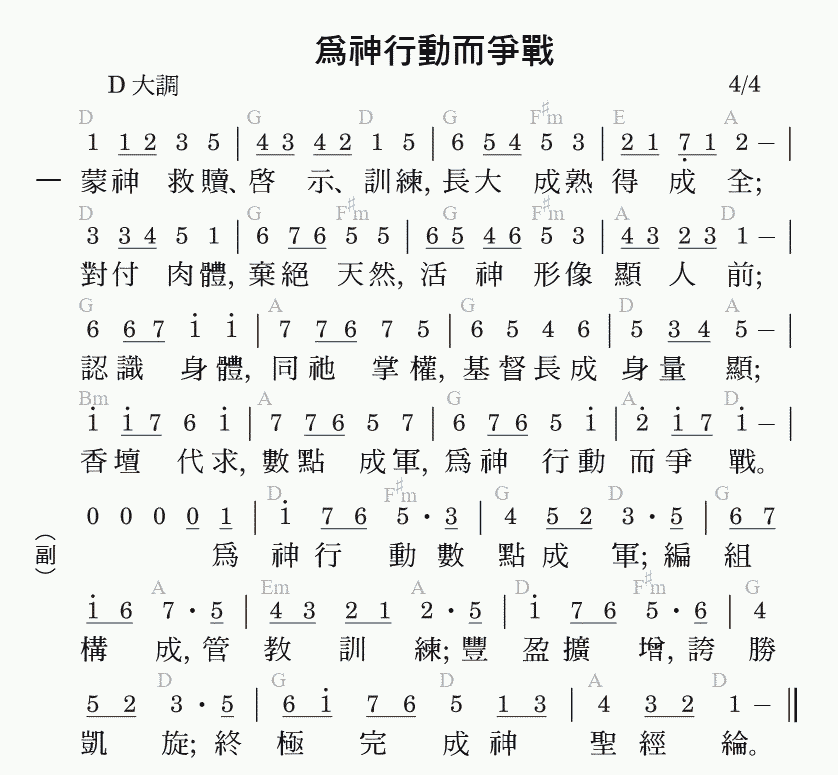 爲神行動而爭戰
D 大調 4/4
D G D G F♯m E A
1 1 2 3 5 | 4 3 4 2 1 5 | 6 5 4 5 3 | 2 1 7̣ 1 2 – |
一 蒙神 救贖、啓 示、訓練, 長大 成熟 得 成 全;
D G F♯m G F♯m A D
3 3 4 5 1 | 6 7 6 5 5 | 6 5 4 6 5 3 | 4 3 2 3 1 – |
對付 肉體, 棄絕 天然, 活 神 形像 顯 人 前;
G A G D A
6 6 7 i i | 7 7 6 7 5 | 6 5 4 6 | 5 3 4 5 – |
認識 身體, 同祂 掌權, 基督長成 身量 顯;
Bm A G A D
i i 7 6 i | 7 7 6 5 7 | 6 7 6 5 i | 2̇ i 7 i – |
香壇 代求, 數點 成軍, 爲神 行動 而爭 戰。
D F♯m G D G
0 0 0 0 1 | i 7 6 5 • 3 | 4 5 2 3 • 5 | 6 7
(副) 爲 神行 動數 點成 軍; 編 組
A Em A D F♯m G
i 6 7 • 5 | 4 3 2 1 2 • 5 | i 7 6 5 • 6 | 4
構 成, 管 教 訓 練; 豐 盈擴 增, 誇 勝
D G D A D
5 2 3 • 5 | 6 i 7 6 5 1 3 | 4 3 2 1 – ‖
凱 旋; 終 極 完 成神 聖經 綸。